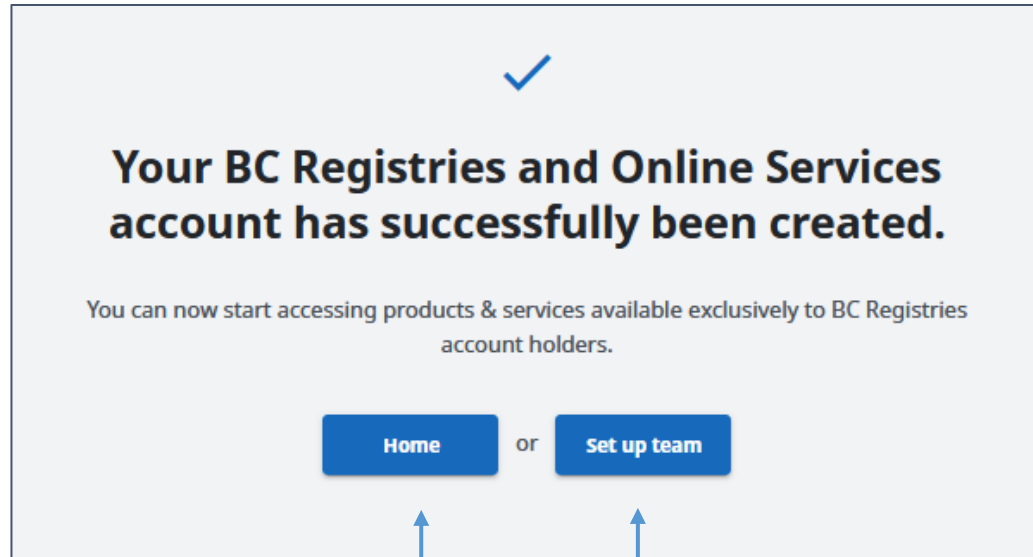 Your BC Registries and Online Services
account has successfully been created.
You can now start accessing products & services available exclusively to BC Registries
account holders.
Home or Set up team